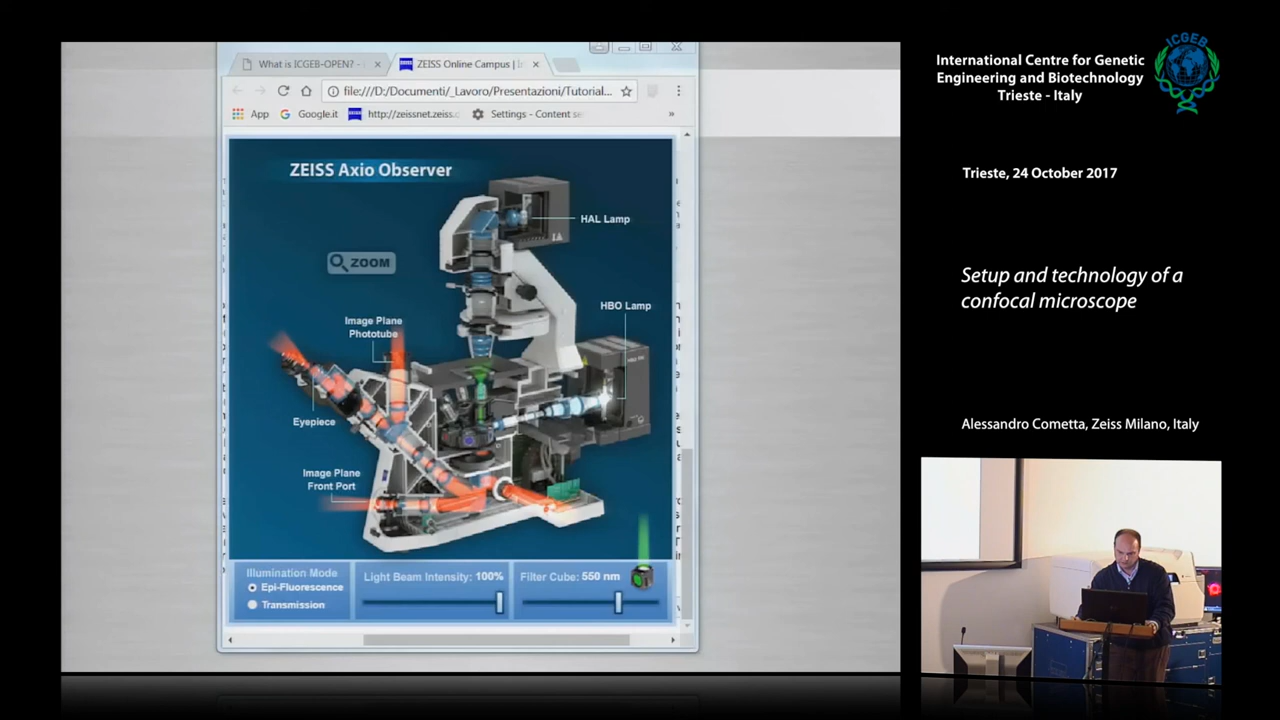 What is ICGEB-OPEN? -
ZEISS Online Campus | I
file:///D:/Documenti/_Lavoro/Presentazioni/Tutorial...
App
Google.it
http://zeissnet.zeiss.c
Settings - Content se
»
ZEISS Axio Observer
HAL Lamp
ZOOM
HBO Lamp
Image Plane
Phototube
Eyepiece
Image Plane
Front Port
Illumination Mode
Epi-Fluorescence
Transmission
Light Beam Intensity: 100%
Filter Cube: 550 nm
International Centre for Genetic
Engineering and Biotechnology
Trieste - Italy
ICGEB
Trieste, 24 October 2017
Setup and technology of a
confocal microscope
Alessandro Cometta, Zeiss Milano, Italy